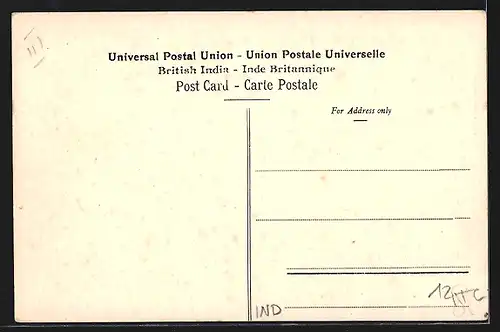 Universal Postal Union - Union Postale Universelle
British India - Inde Britannique
Post Card - Carte Postale
For Address only
IND